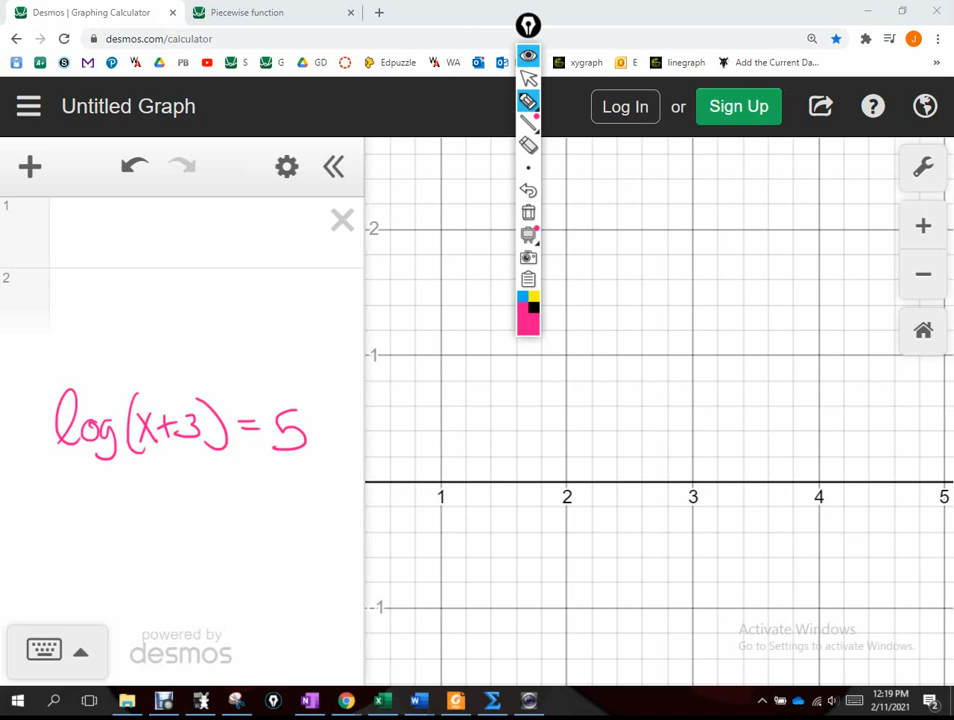 Desmos | Graphing Calculator
Piecewise function
desmos.com/calculator
J
PB
S
G
GD
Edpuzzle
WA
xygraph
E
linegraph
Add the Current Da...
»
Untitled Graph
Log In or Sign Up
1
2
log(x+3) = 5
powered by
desmos
2
1
1 2 3 4 5
-1
Activate Windows
Go to Settings to activate Windows.
12:19 PM
2/11/2021
2